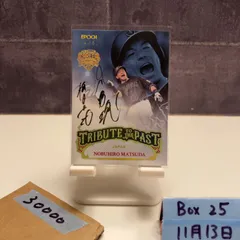 EPOCH
TRIBUTE TO THE PAST
NOBUHIRO MATSUDA
30000
Box 25
11月13日